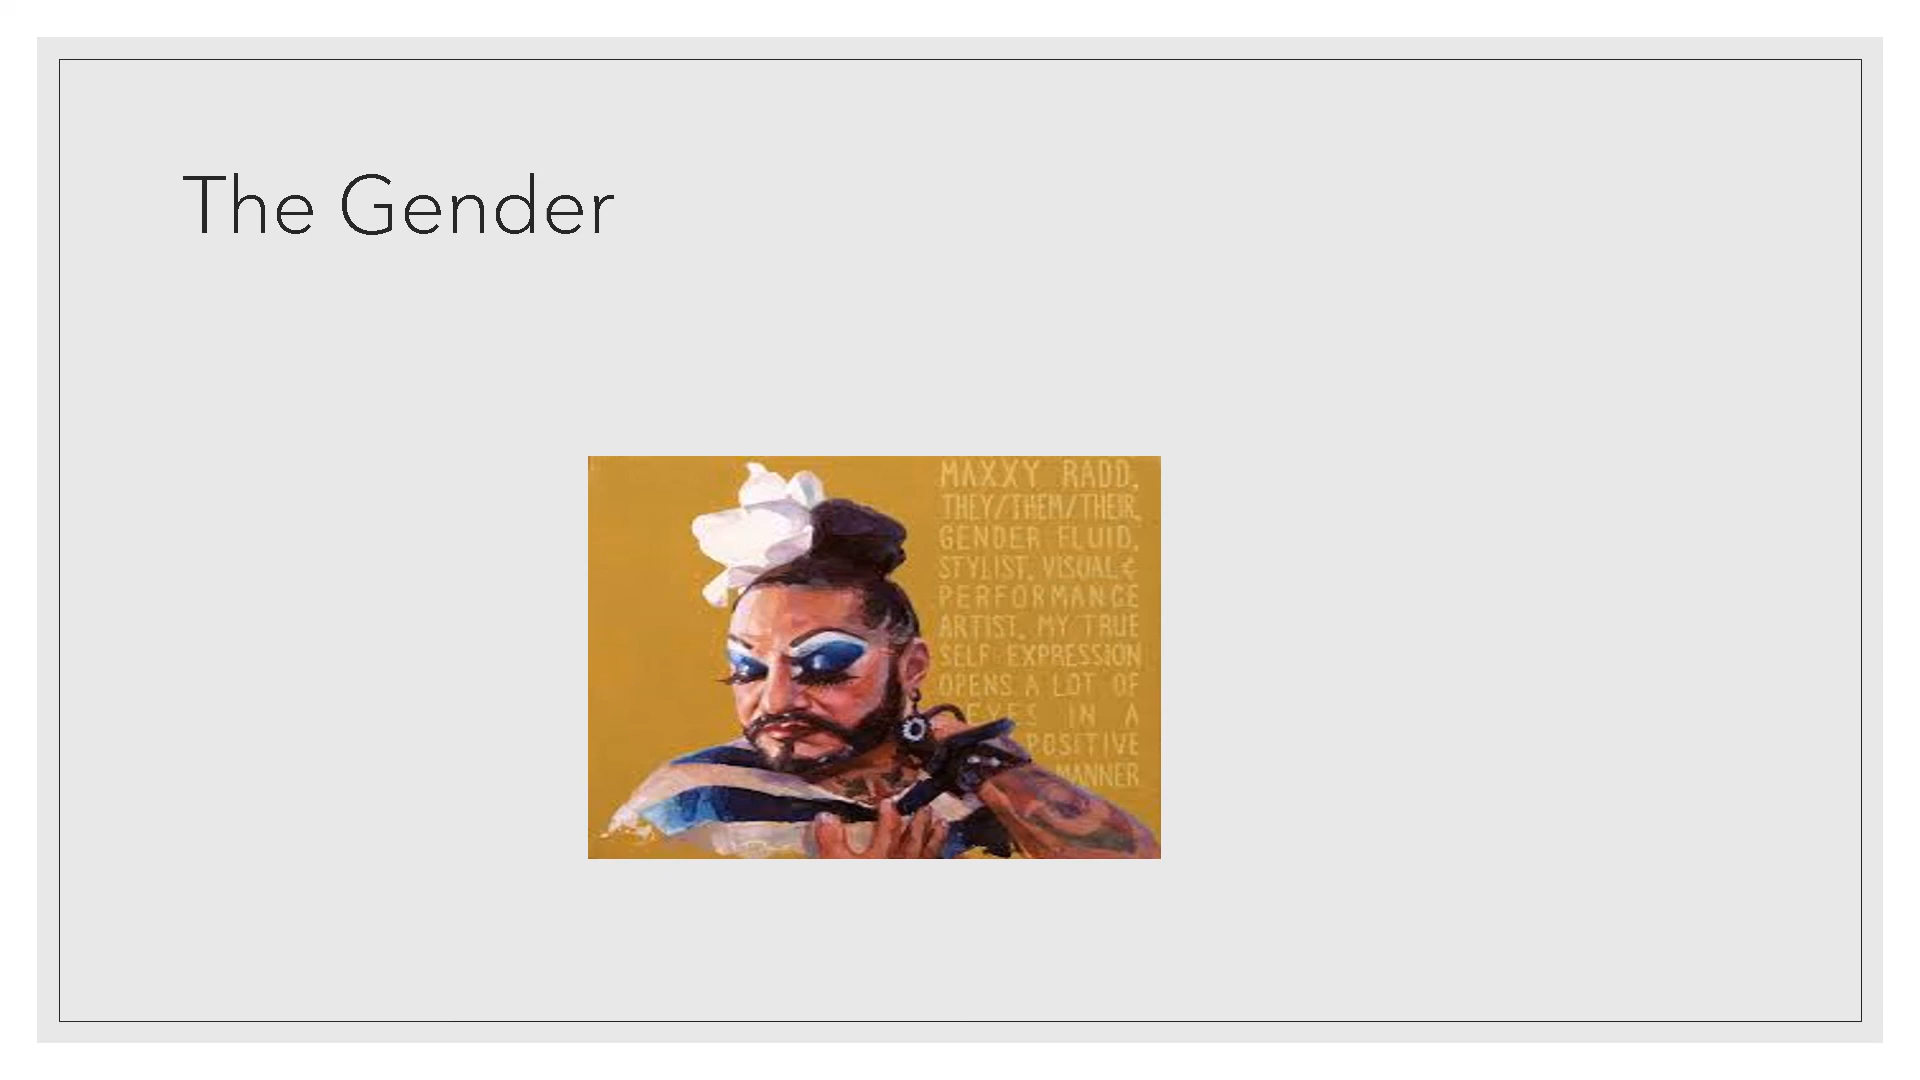 The Gender
MAXXY RADD,
THEY/THEM/THEIR,
GENDER FLUID,
STYLIST, VISUAL &
PERFORMANCE
ARTIST. MY TRUE
SELF EXPRESSION
OPENS A LOT OF
EYES IN A
POSITIVE
MANNER